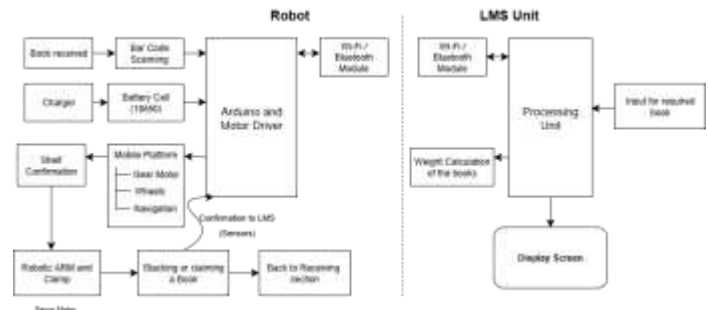 Robot
LMS Unit
Book received
Bar Code
Scanning
Wi-Fi /
Bluetooth
Module
Wi-Fi /
Bluetooth
Module
Charger
Battery Cell
(18650)
Arduino and
Motor Driver
Processing
Unit
Input for required
book
Shelf
Confirmation
Mobile Platform
Gear Motor
Wheels
Navigation
Weight Calculation
of the books
Confirmation to LMS
(Sensors)
Robotic ARM and
Clamp
Stacking or claiming
a Book
Back to Receiving
section
Display Screen
Servo Motor